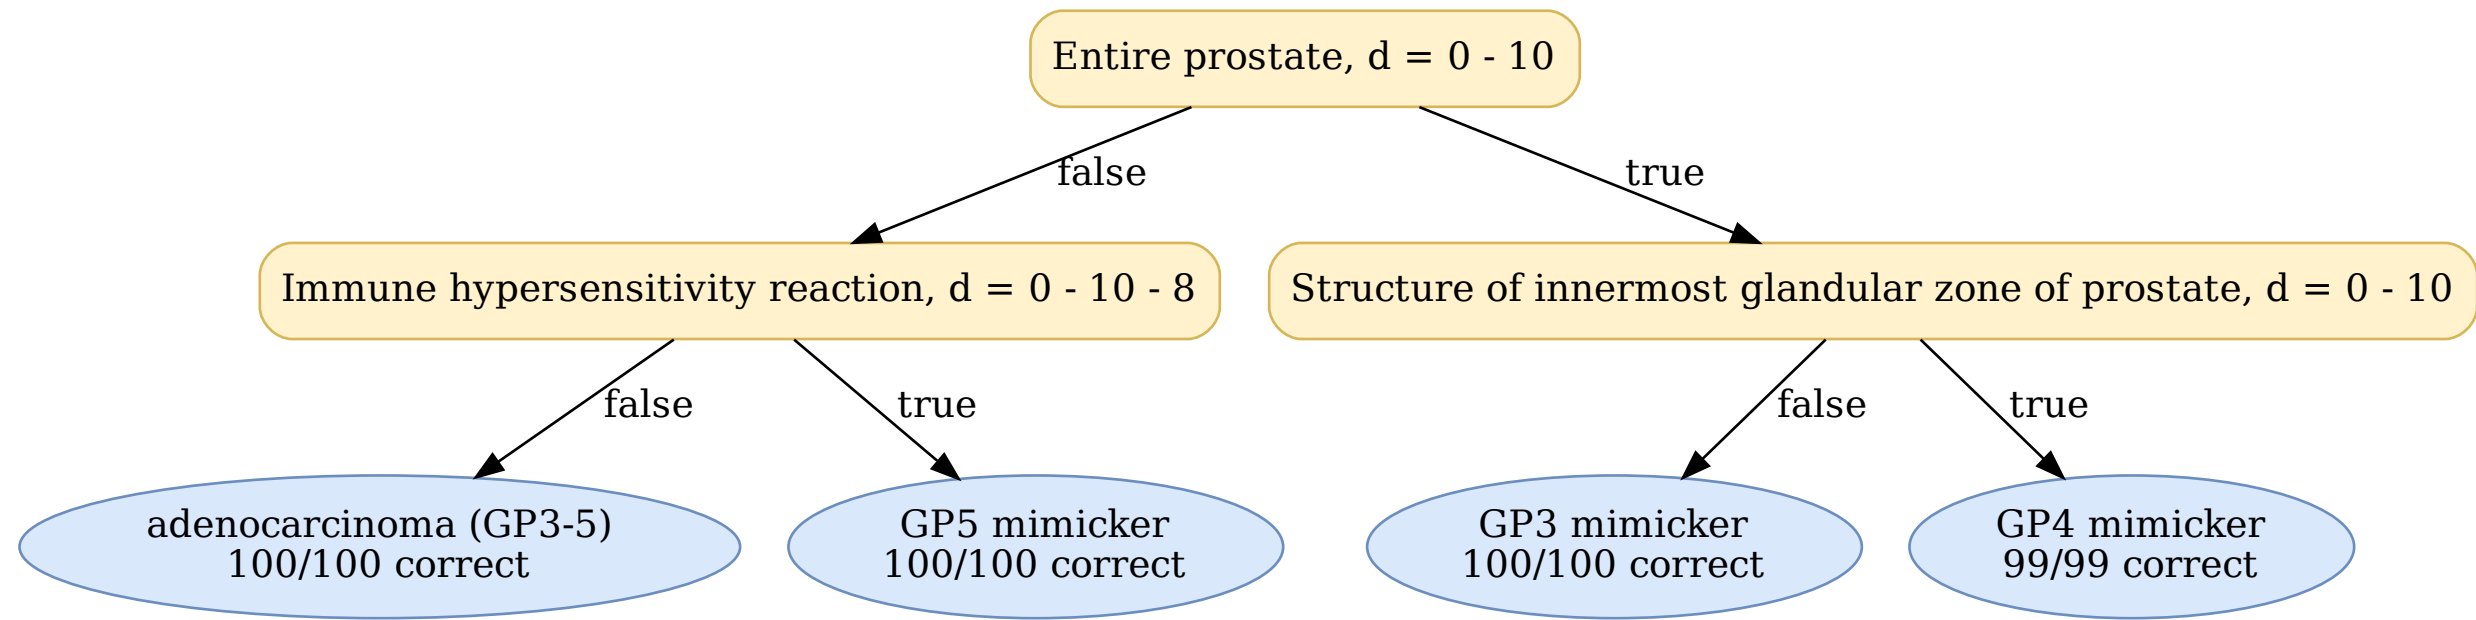 Entire prostate, d = 0 - 10
false
true
Immune hypersensitivity reaction, d = 0 - 10 - 8
Structure of innermost glandular zone of prostate, d = 0 - 10
false
true
false
true
adenocarcinoma (GP3-5)
100/100 correct
GP5 mimicker
100/100 correct
GP3 mimicker
100/100 correct
GP4 mimicker
99/99 correct